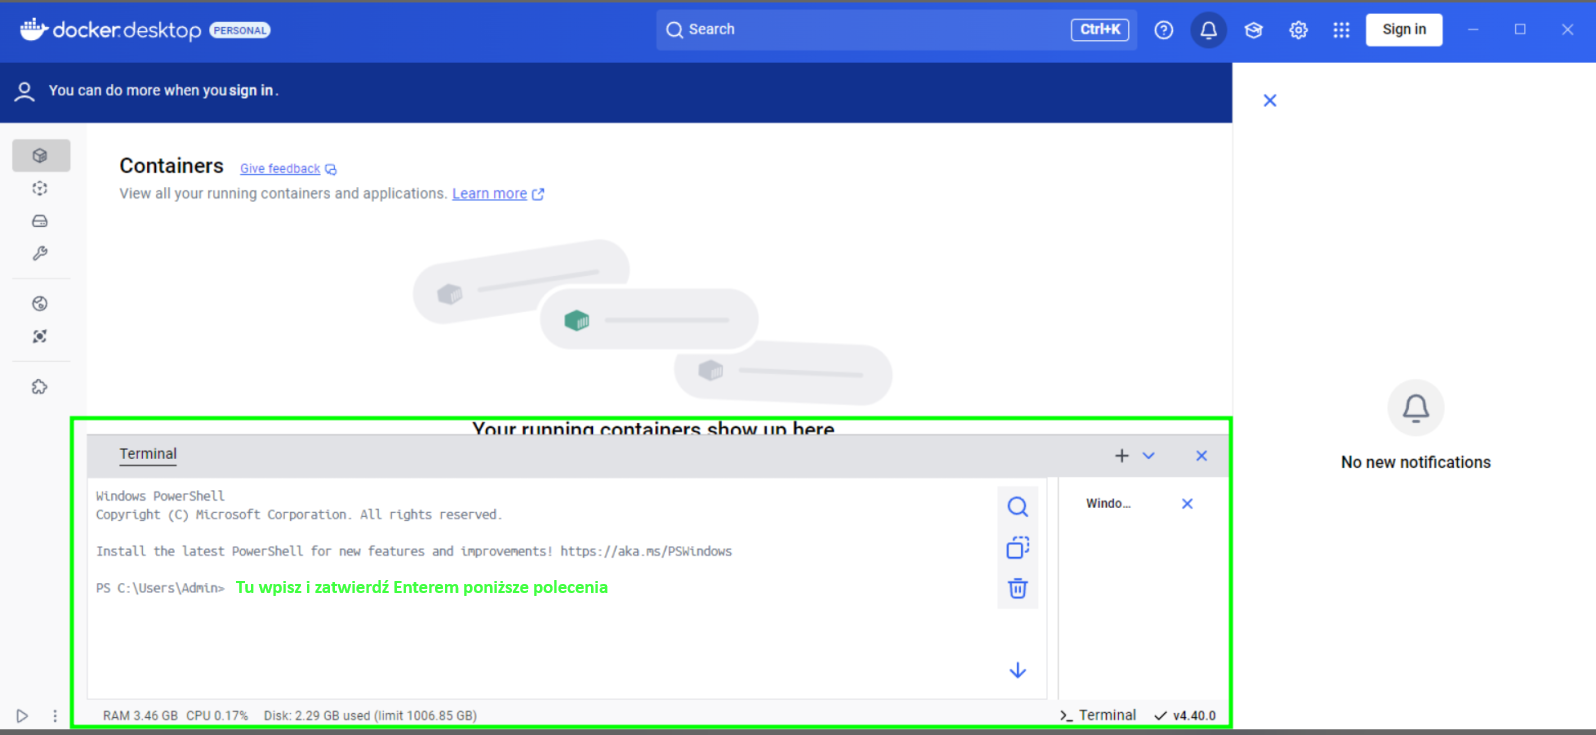 docker.desktop PERSONAL
Search
Ctrl+K
Sign in
You can do more when you sign in.
Containers
Give feedback
View all your running containers and applications. Learn more
Your running containers show up here
Terminal
Windows PowerShell
Copyright (C) Microsoft Corporation. All rights reserved.
Install the latest PowerShell for new features and improvements! https://aka.ms/PSWindows
PS C:\Users\Admin> Tu wpisz i zatwierdź Enterem poniższe polecenia
Windo...
RAM 3.46 GB CPU 0.17% Disk: 2.29 GB used (limit 1006.85 GB)
>_ Terminal
v4.40.0
No new notifications